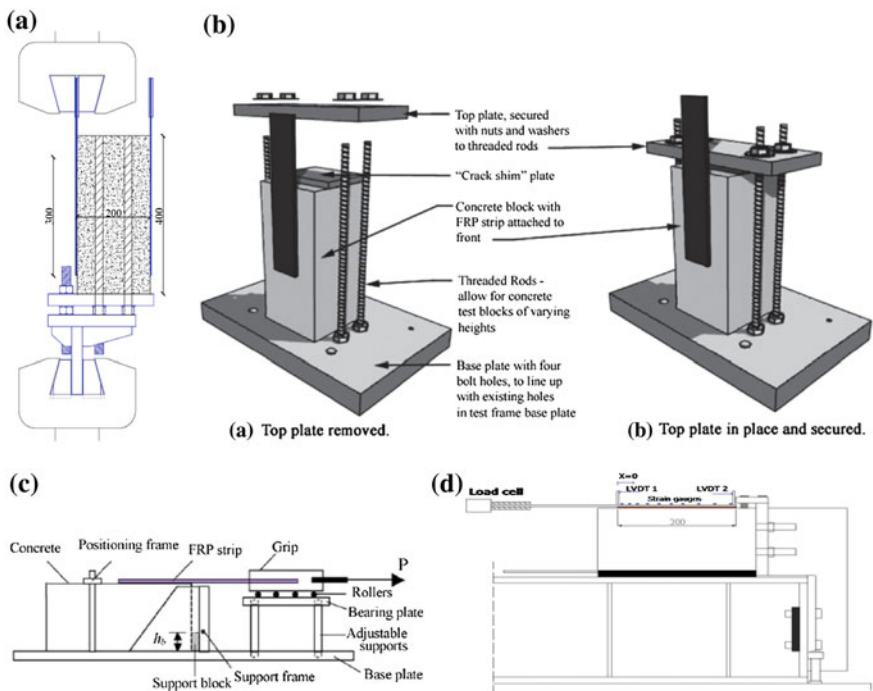 (a)
300
200
400
(b)
Top plate, secured
with nuts and washers
to threaded rods
“Crack shim” plate
Concrete block with
FRP strip attached to
front
Threaded Rods -
allow for concrete
test blocks of varying
heights
Base plate with four
bolt holes, to line up
with existing holes
in test frame base plate
(a) Top plate removed.
(b) Top plate in place and secured.
(c)
Concrete
Positioning frame
FRP strip
Grip
P
Rollers
Bearing plate
Adjustable
supports
Base plate
Support frame
Support block
hb
(d)
X=0
LVDT 1
LVDT 2
Strain gauges
Load cell
200